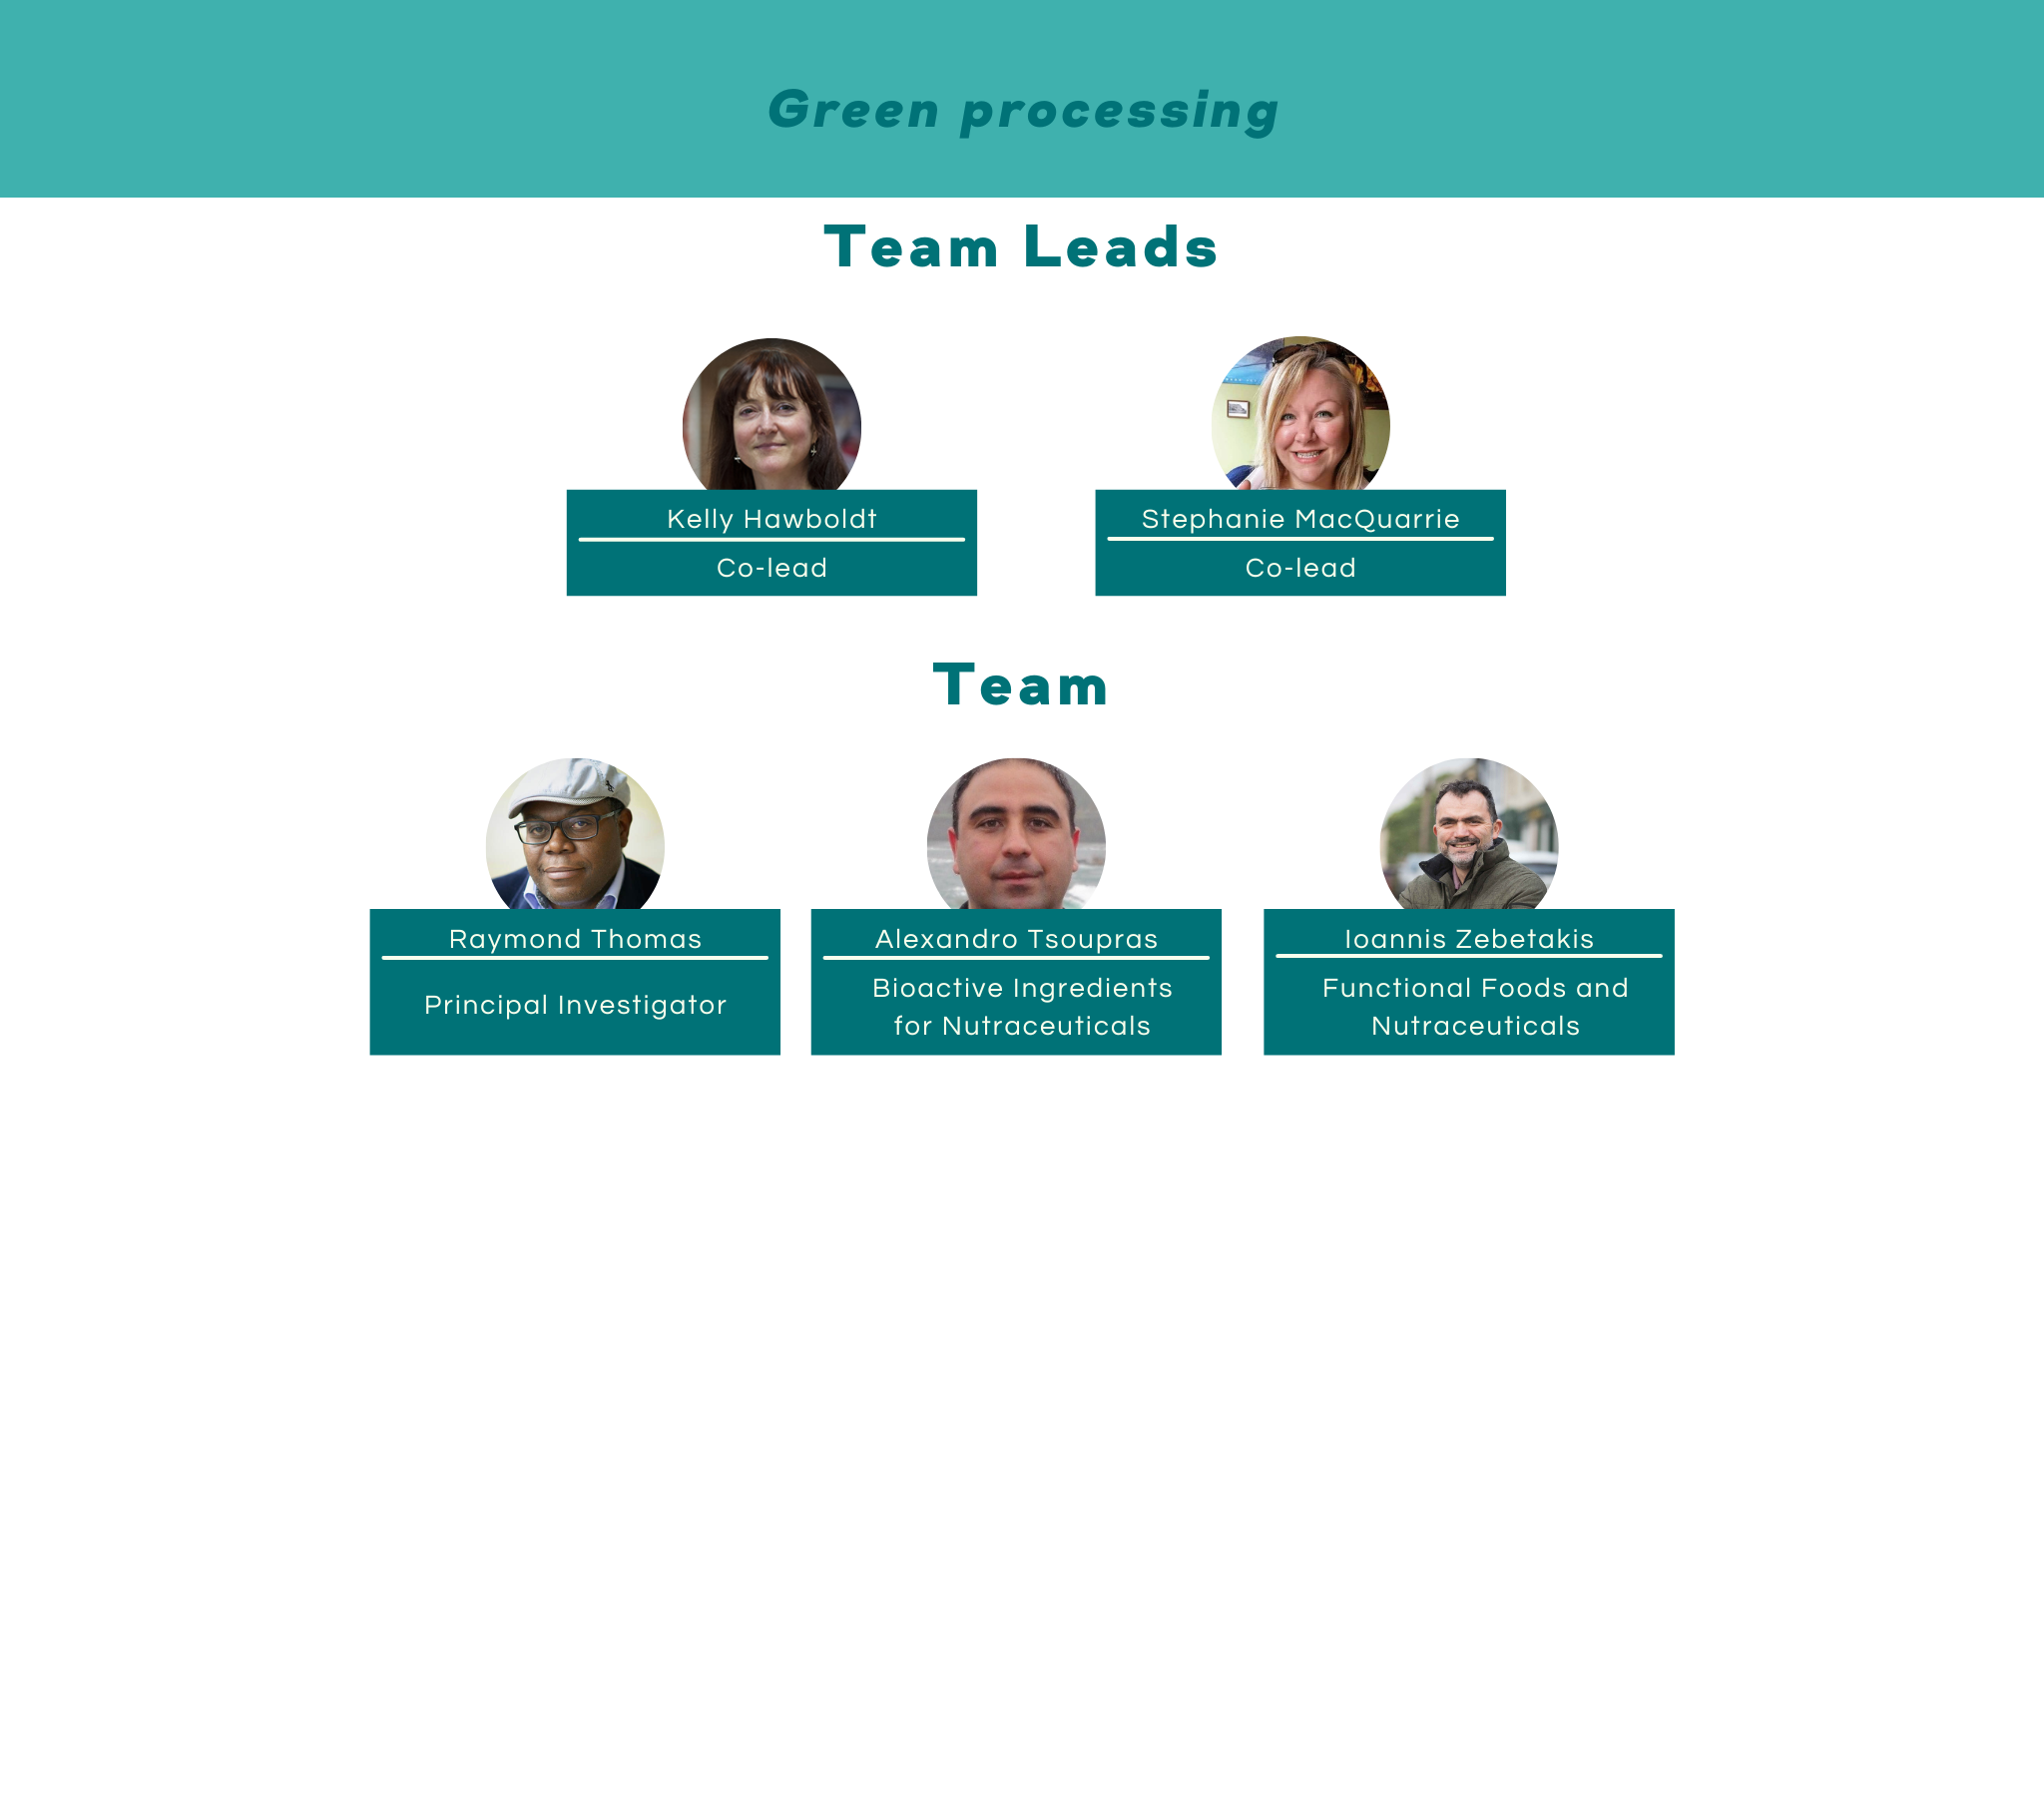 Green processing
Team Leads
Kelly Hawboldt
Co-lead
Stephanie MacQuarrie
Co-lead
Team
Raymond Thomas
Principal Investigator
Alexandro Tsoupras
Bioactive Ingredients
for Nutraceuticals
Ioannis Zebetakis
Functional Foods and
Nutraceuticals